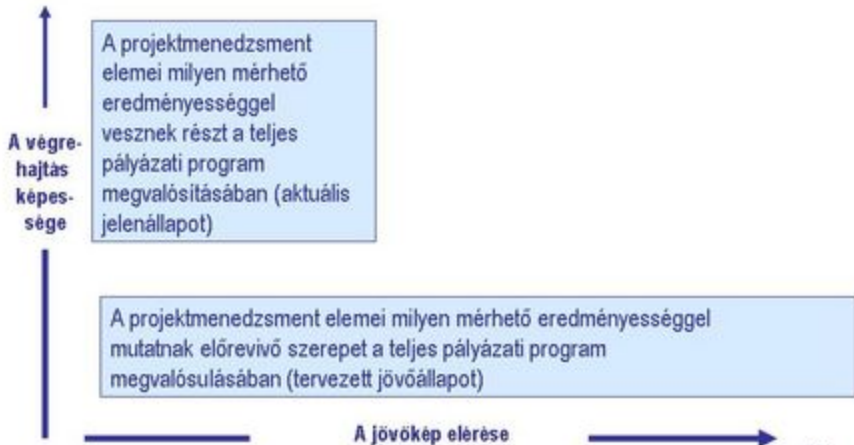 A projektmenedzsment
elemei milyen mérhető
eredményességgel
vesznek részt a teljes
pályázati program
megvalósításában (aktuális
jelenállapot)
A végre-
hajtás
képes-
sége
A projektmenedzsment elemei milyen mérhető eredményességgel
mutatnak előrevivő szerepet a teljes pályázati program
megvalósulásában (tervezett jövőállapot)
A jövőkép elérése